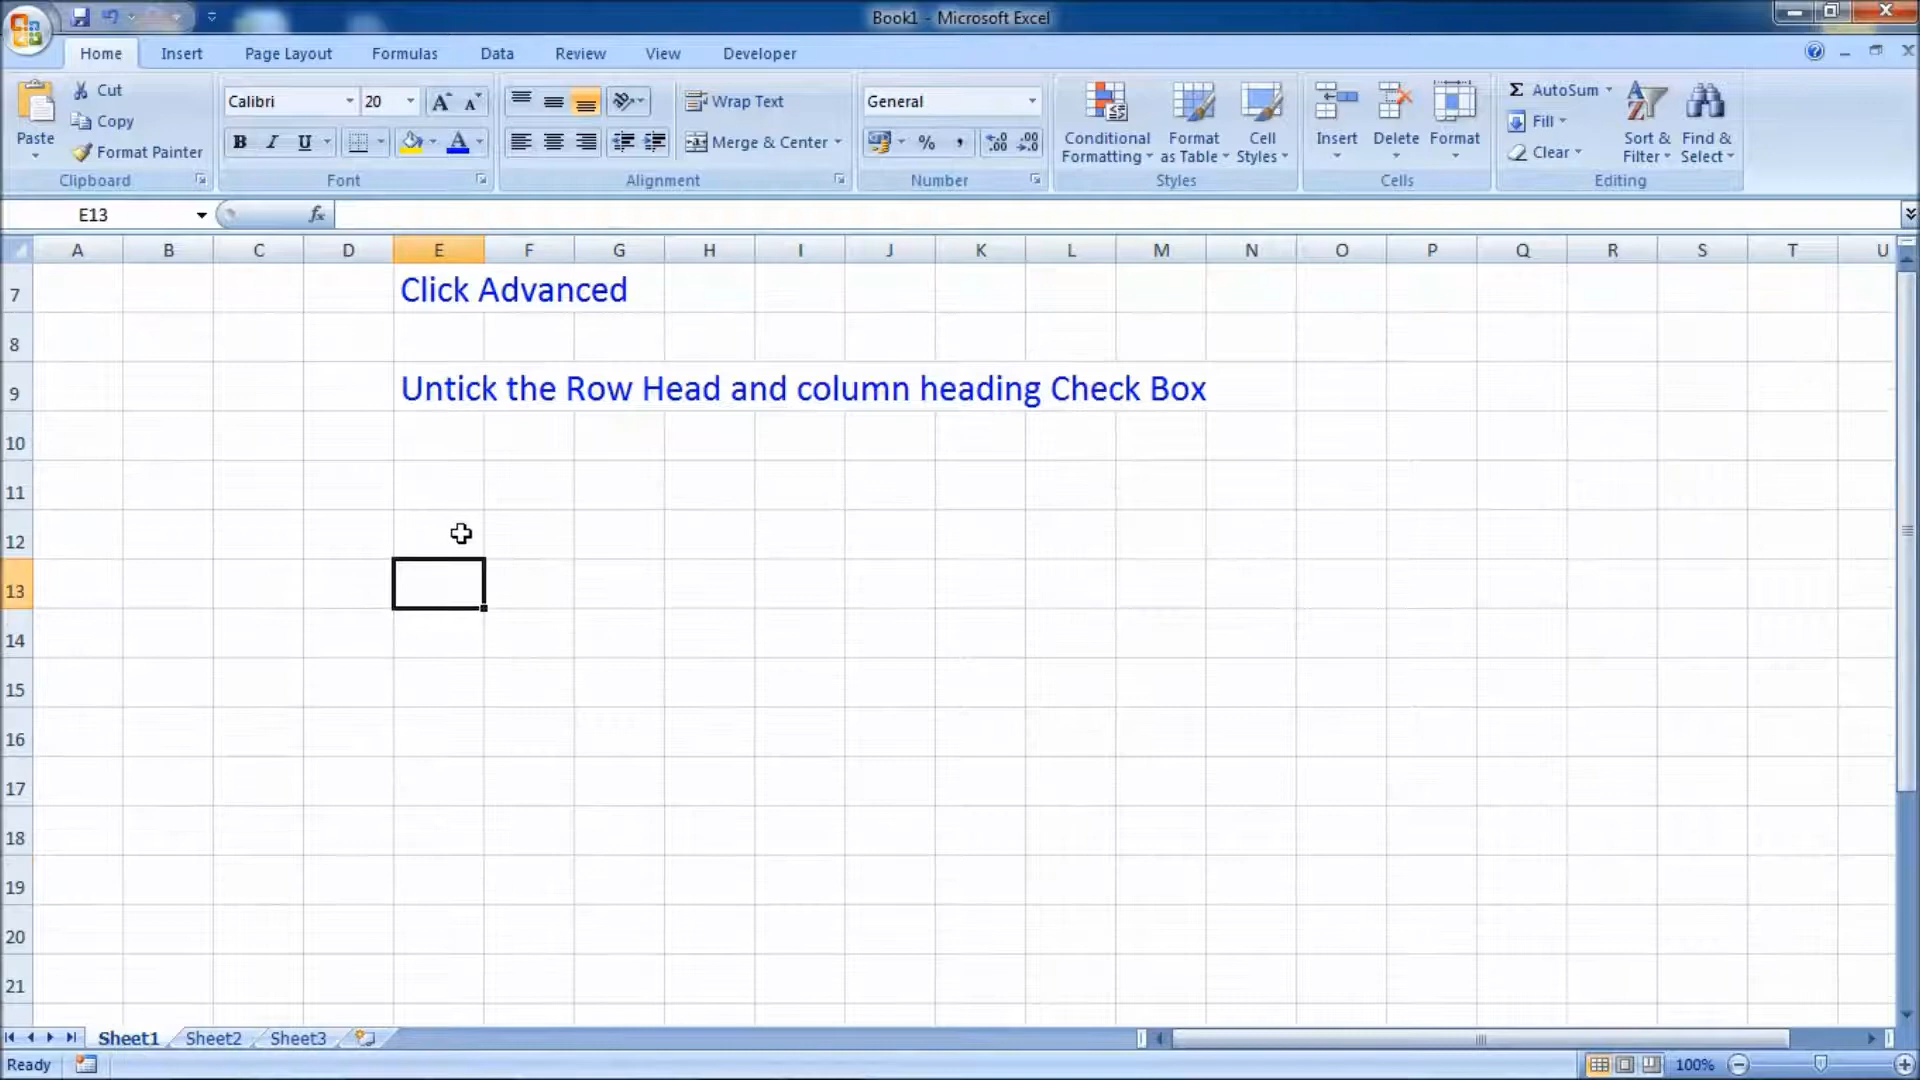 Book1 - Microsoft Excel
Home Insert Page Layout Formulas Data Review View Developer
Paste
Cut
Copy
Format Painter
Clipboard
Calibri 20
B I U A
Font
Wrap Text
Merge & Center
Alignment
General
% , .00
Number
Conditional Formatting
Format as Table
Cell Styles
Styles
Insert Delete Format
Cells
Σ AutoSum
Fill
Clear
Sort & Filter
Find & Select
Editing
E13 fx
A B C D E F G H I J K L M N O P Q R S T U
7 Click Advanced
8
9 Untick the Row Head and column heading Check Box
10
11
12
13
14
15
16
17
18
19
20
21
Sheet1 Sheet2 Sheet3
Ready 100%